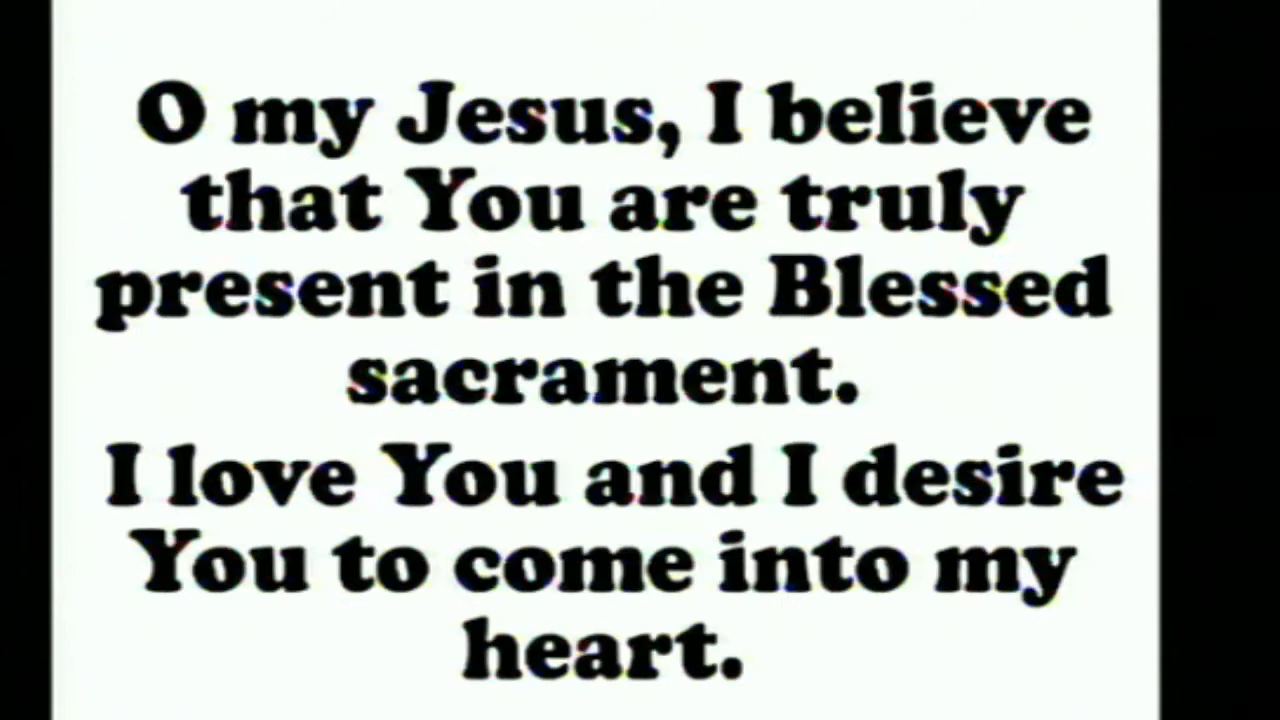 O my Jesus, I believe
that You are truly
present in the Blessed
sacrament.
I love You and I desire
You to come into my
heart.